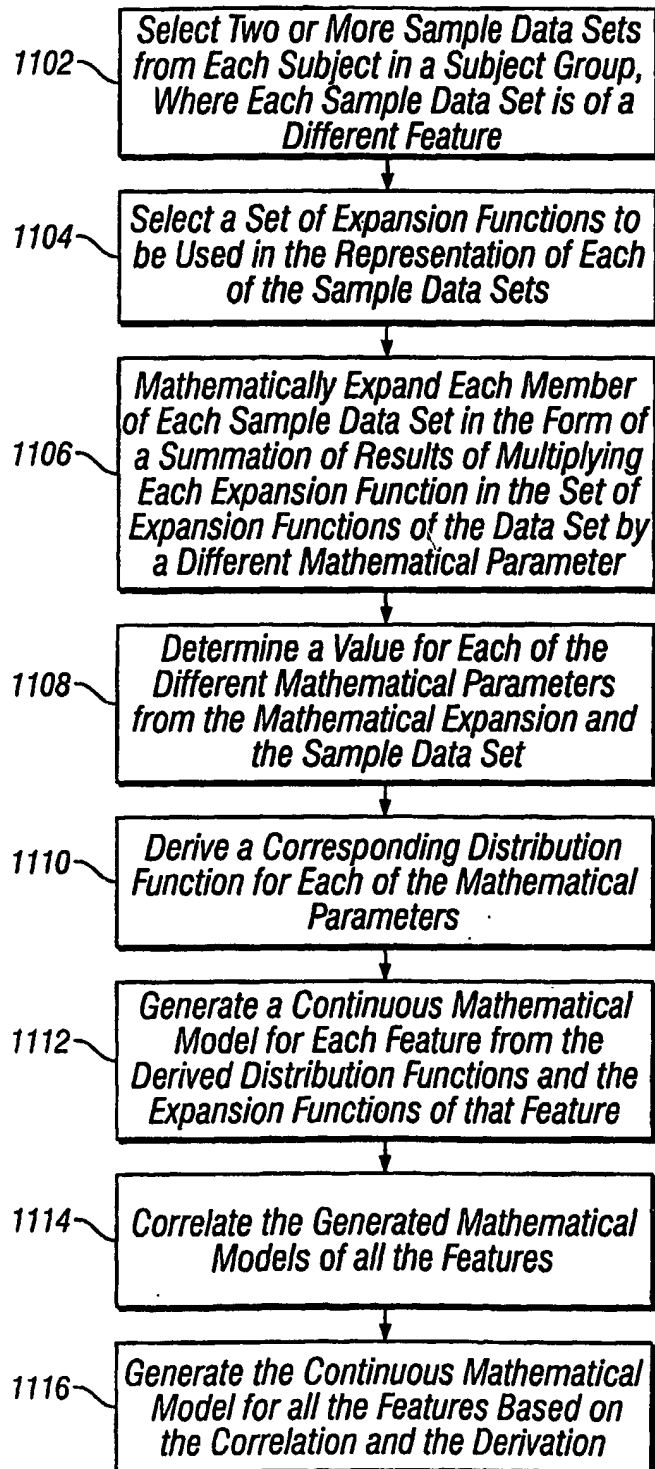 1102
Select Two or More Sample Data Sets
from Each Subject in a Subject Group,
Where Each Sample Data Set is of a
Different Feature
1104
Select a Set of Expansion Functions to
be Used in the Representation of Each
of the Sample Data Sets
1106
Mathematically Expand Each Member
of Each Sample Data Set in the Form of
a Summation of Results of Multiplying
Each Expansion Function in the Set of
Expansion Functions of the Data Set by
a Different Mathematical Parameter
1108
Determine a Value for Each of the
Different Mathematical Parameters
from the Mathematical Expansion and
the Sample Data Set
1110
Derive a Corresponding Distribution
Function for Each of the Mathematical
Parameters
1112
Generate a Continuous Mathematical
Model for Each Feature from the
Derived Distribution Functions and the
Expansion Functions of that Feature
1114
Correlate the Generated Mathematical
Models of all the Features
1116
Generate the Continuous Mathematical
Model for all the Features Based on
the Correlation and the Derivation